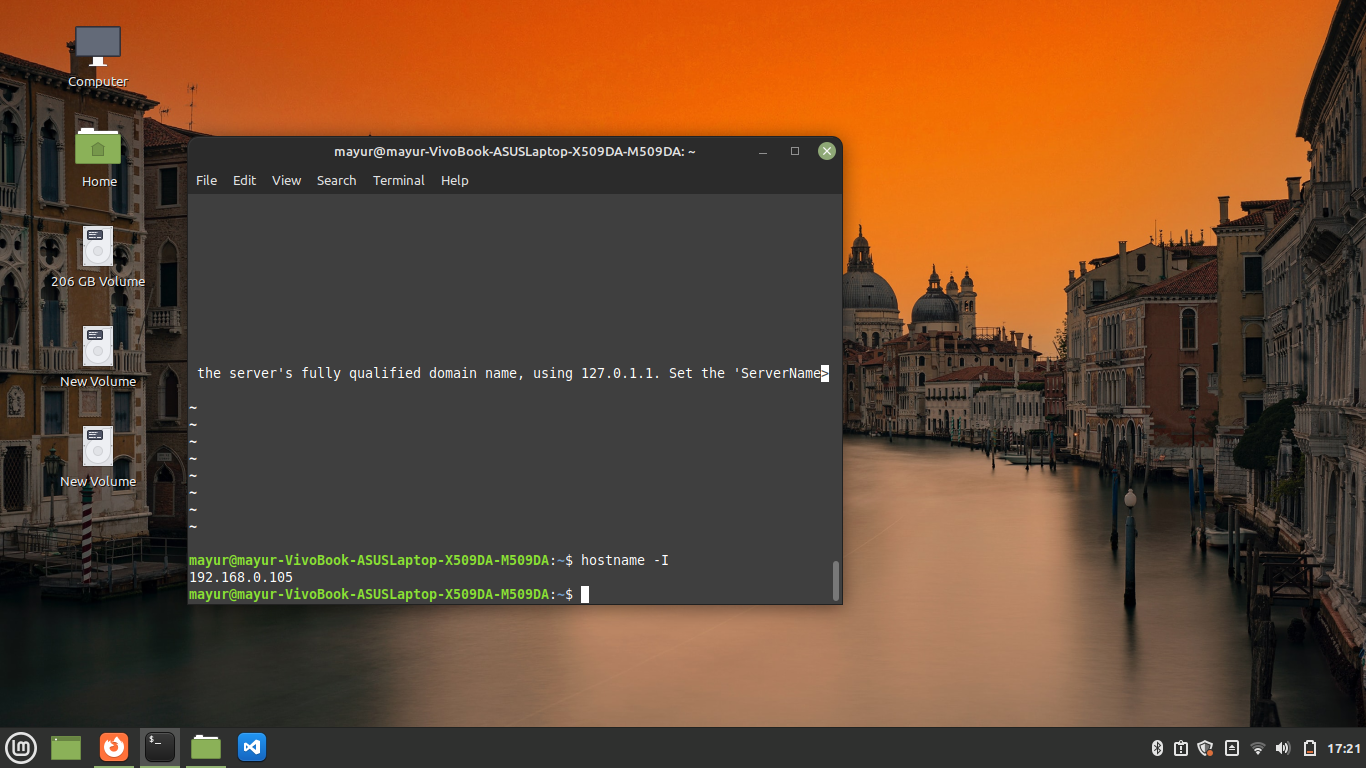 Computer
Home
206 GB Volume
New Volume
New Volume
mayur@mayur-VivoBook-ASUSLaptop-X509DA-M509DA: ~
File Edit View Search Terminal Help
the server's fully qualified domain name, using 127.0.1.1. Set the 'ServerName>
~
~
~
~
~
~
~
~
mayur@mayur-VivoBook-ASUSLaptop-X509DA-M509DA:~$ hostname -I
192.168.0.105
mayur@mayur-VivoBook-ASUSLaptop-X509DA-M509DA:~$
$_
17:21